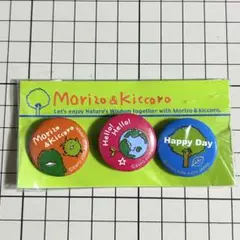 Morizo & Kiccoro
Let's enjoy Nature's Wisdom together with Morizo & kiccoro.
Morizo
& Kiccoro
Hello!
Hello!
Happy Day